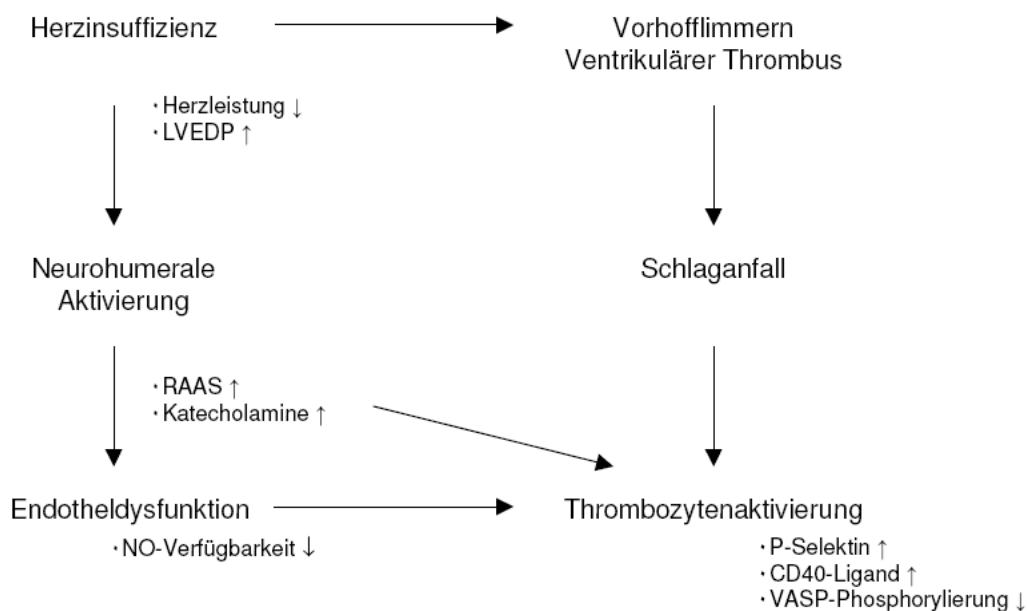 Herzinsuffizienz
Vorhofflimmern
Ventrikulärer Thrombus
· Herzleistung ↓
· LVEDP ↑
Neurohumerale
Aktivierung
Schlaganfall
· RAAS ↑
· Katecholamine ↑
Endotheldysfunktion
· NO-Verfügbarkeit ↓
Thrombozytenaktivierung
· P-Selektin ↑
· CD40-Ligand ↑
· VASP-Phosphorylierung ↓